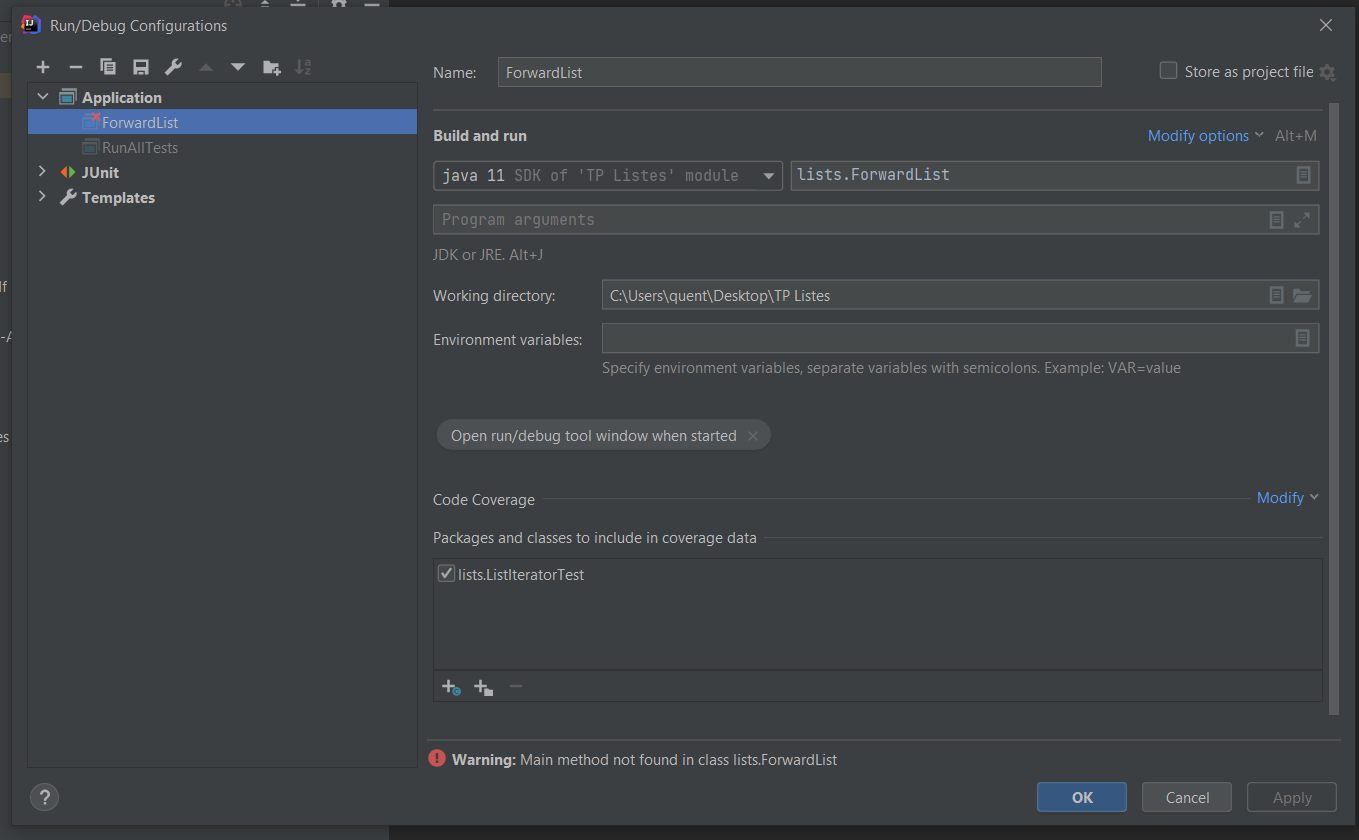 Run/Debug Configurations
Name: ForwardList Store as project file
Application
ForwardList
RunAllTests
JUnit
Templates
Build and run Modify options Alt+M
java 11 SDK of 'TP Listes' module lists.ForwardList
Program arguments
JDK or JRE. Alt+J
Working directory: C:\Users\quent\Desktop\TP Listes
Environment variables:
Specify environment variables, separate variables with semicolons. Example: VAR=value
Open run/debug tool window when started
Code Coverage Modify
Packages and classes to include in coverage data
lists.ListIteratorTest
Warning: Main method not found in class lists.ForwardList
? OK Cancel Apply